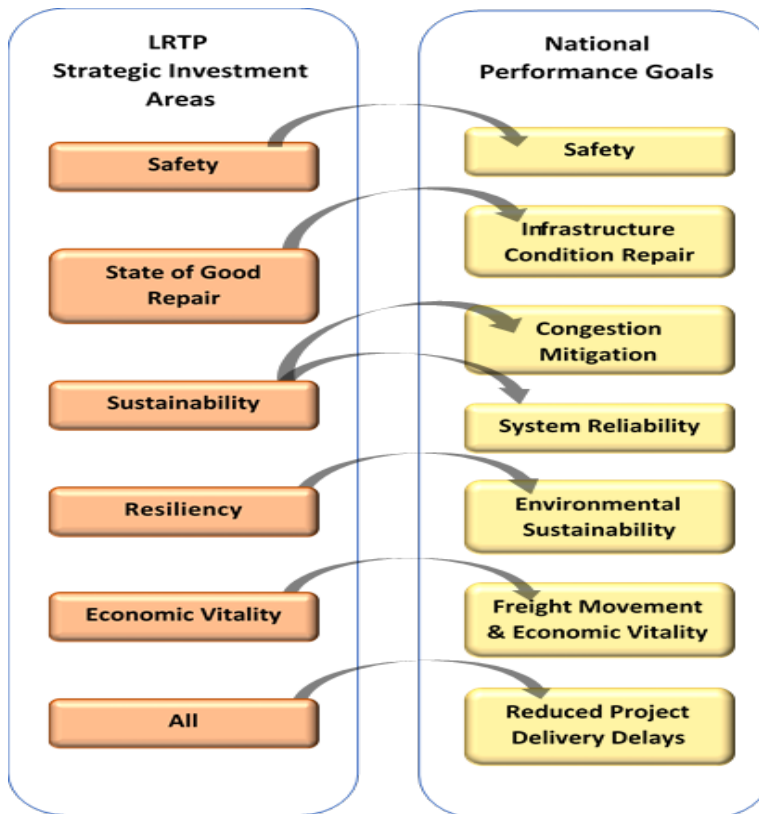 LRTP
Strategic Investment
Areas
Safety
State of Good
Repair
Sustainability
Resiliency
Economic Vitality
All
National
Performance Goals
Safety
Infrastructure
Condition Repair
Congestion
Mitigation
System Reliability
Environmental
Sustainability
Freight Movement
& Economic Vitality
Reduced Project
Delivery Delays